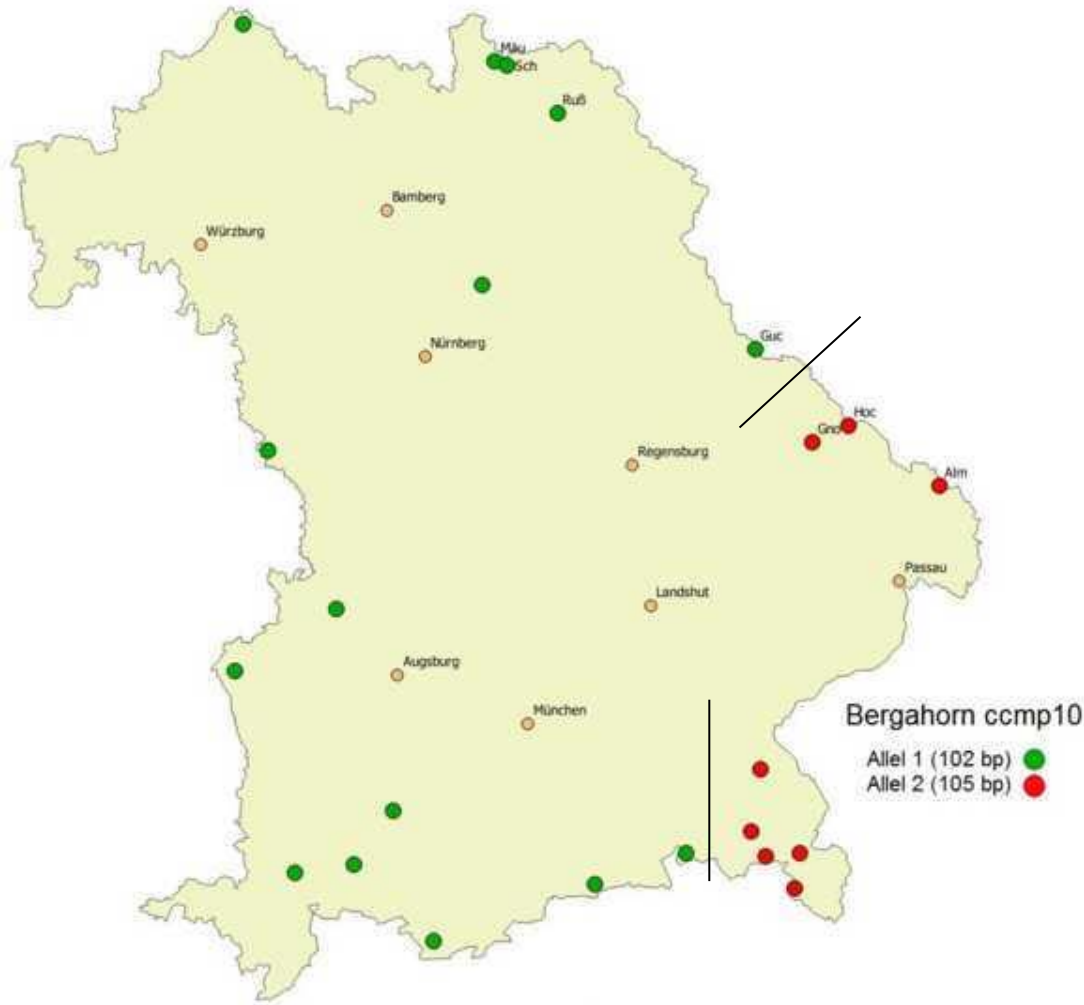 Mäu
Sch
Ruß
Bamberg
Würzburg
Guc
Nürnberg
Hoc
Gno
Regensburg
Alm
Passau
Landshut
Augsburg
München
Bergahorn ccmp10
Allel 1 (102 bp)
Allel 2 (105 bp)